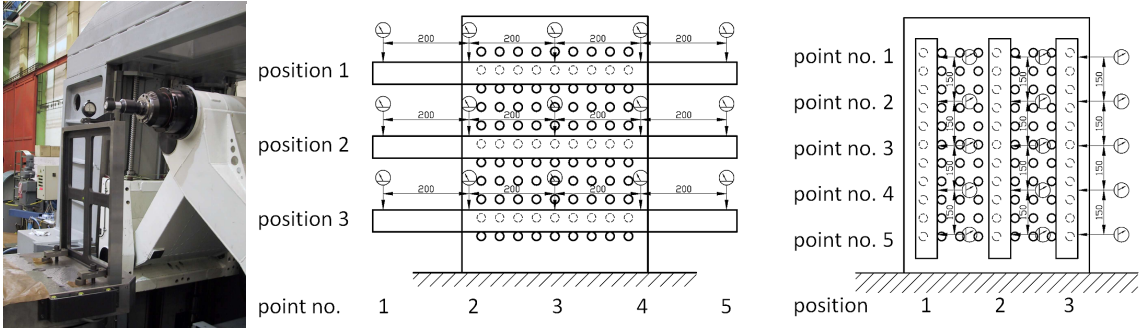 200 200 200 200
position 1
200 200 200 200
position 2
200 200 200 200
position 3
point no. 1 2 3 4 5
point no. 1
150 150 150
point no. 2
150 150 150
point no. 3
150 150 150
point no. 4
150 150 150
point no. 5
position 1 2 3